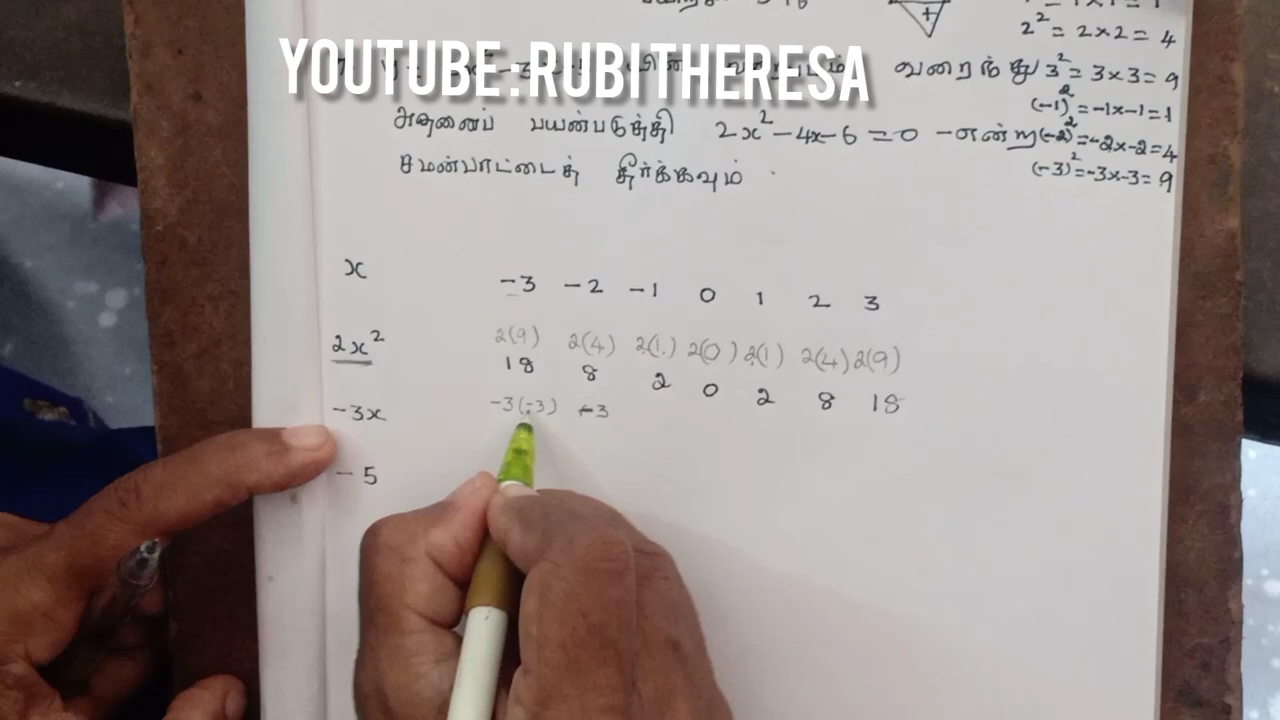 2² = 2×2 = 4
YOUTUBE:RUBITHERESA
வரைந்து 3² = 3×3 = 9
(-1)² = -1x-1 = 1
அதனைப் பயன்படுத்தி 2x² - 4x - 6 = 0 - என்ற (-2)² = -2x-2 = 4
சமன்பாட்டைத் தீர்க்கவும். (-3)² = -3x-3 = 9
x -3 -2 -1 0 1 2 3
2x² 2(9) 2(4) 2(1) 2(0) 2(1) 2(4) 2(9)
18 8 2 0 2 8 18
-3x -3(-3) -3
- 5